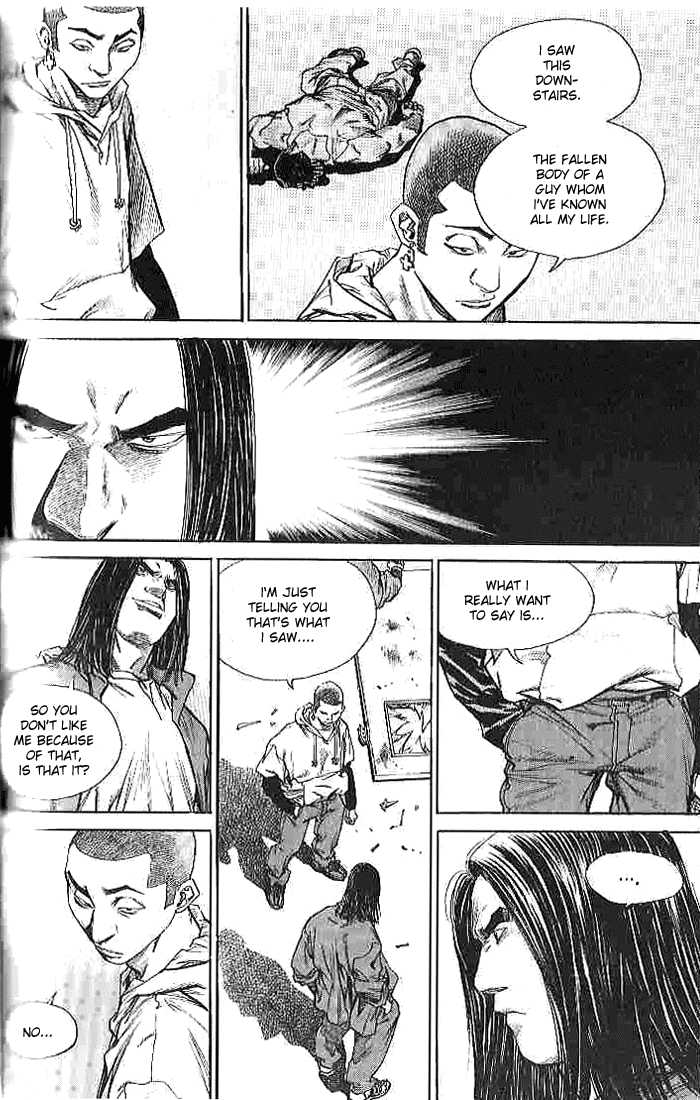 I SAW
THIS
DOWN-
STAIRS.
THE FALLEN
BODY OF A
GUY WHOM
I'VE KNOWN
ALL MY LIFE.
SO YOU
DON'T LIKE
ME BECAUSE
OF THAT,
IS THAT IT?
NO...
I'M JUST
TELLING YOU
THAT'S WHAT
I SAW....
WHAT I
REALLY WANT
TO SAY IS...
....